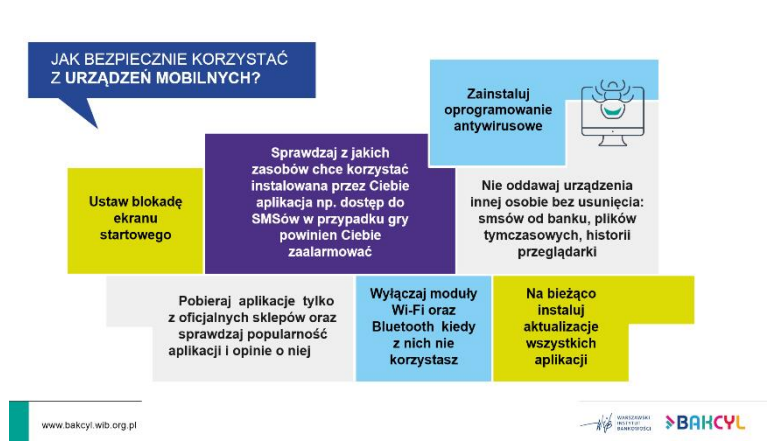 JAK BEZPIECZNIE KORZYSTAĆ
Z URZĄDZEŃ MOBILNYCH?
Zainstaluj
oprogramowanie
antywirusowe
Sprawdzaj z jakich
zasobów chce korzystać
instalowana przez Ciebie
aplikacja np. dostęp do
SMSów w przypadku gry
powinien Ciebie
zaalarmować
Ustaw blokadę
ekranu
startowego
Nie oddawaj urządzenia
innej osobie bez usunięcia:
smsów od banku, plików
tymczasowych, historii
przeglądarki
Pobieraj aplikacje tylko
z oficjalnych sklepów oraz
sprawdzaj popularność
aplikacji i opinie o niej
Wyłączaj moduły
Wi-Fi oraz
Bluetooth kiedy
z nich nie
korzystasz
Na bieżąco
instaluj
aktualizacje
wszystkich
aplikacji
www.bakcyl.wib.org.pl
WIB
WARSZAWSKI
INSTYTUT
BANKOWOŚCI
BAKCYL